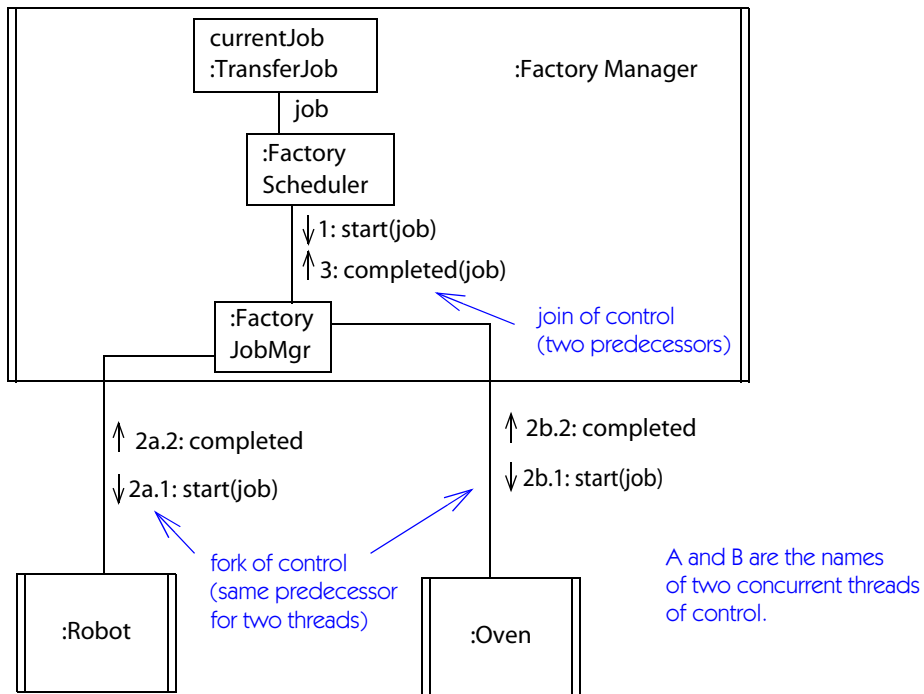 currentJob
:TransferJob
:Factory Manager
job
:Factory
Scheduler
1: start(job)
3: completed(job)
join of control
(two predecessors)
:Factory
JobMgr
2a.2: completed
2b.2: completed
2a.1: start(job)
2b.1: start(job)
fork of control
(same predecessor
for two threads)
A and B are the names
of two concurrent threads
of control.
:Robot
:Oven